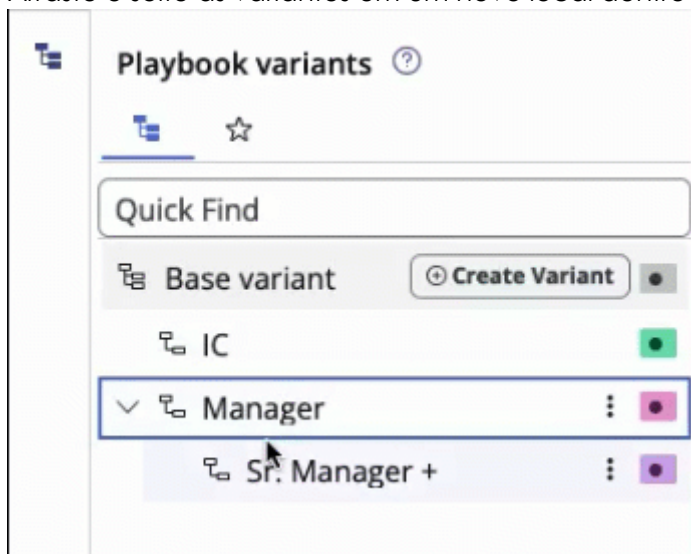 Playbook variants
Quick Find
Base variant
Create Variant
IC
Manager
Sr. Manager +